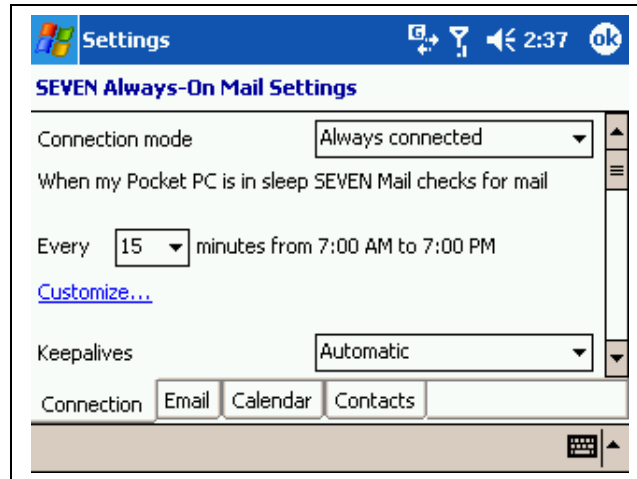 Settings 2:37 ok
SEVEN Always-On Mail Settings
Connection mode Always connected
When my Pocket PC is in sleep SEVEN Mail checks for mail
Every 15 minutes from 7:00 AM to 7:00 PM
Customize...
Keepalives Automatic
Connection Email Calendar Contacts